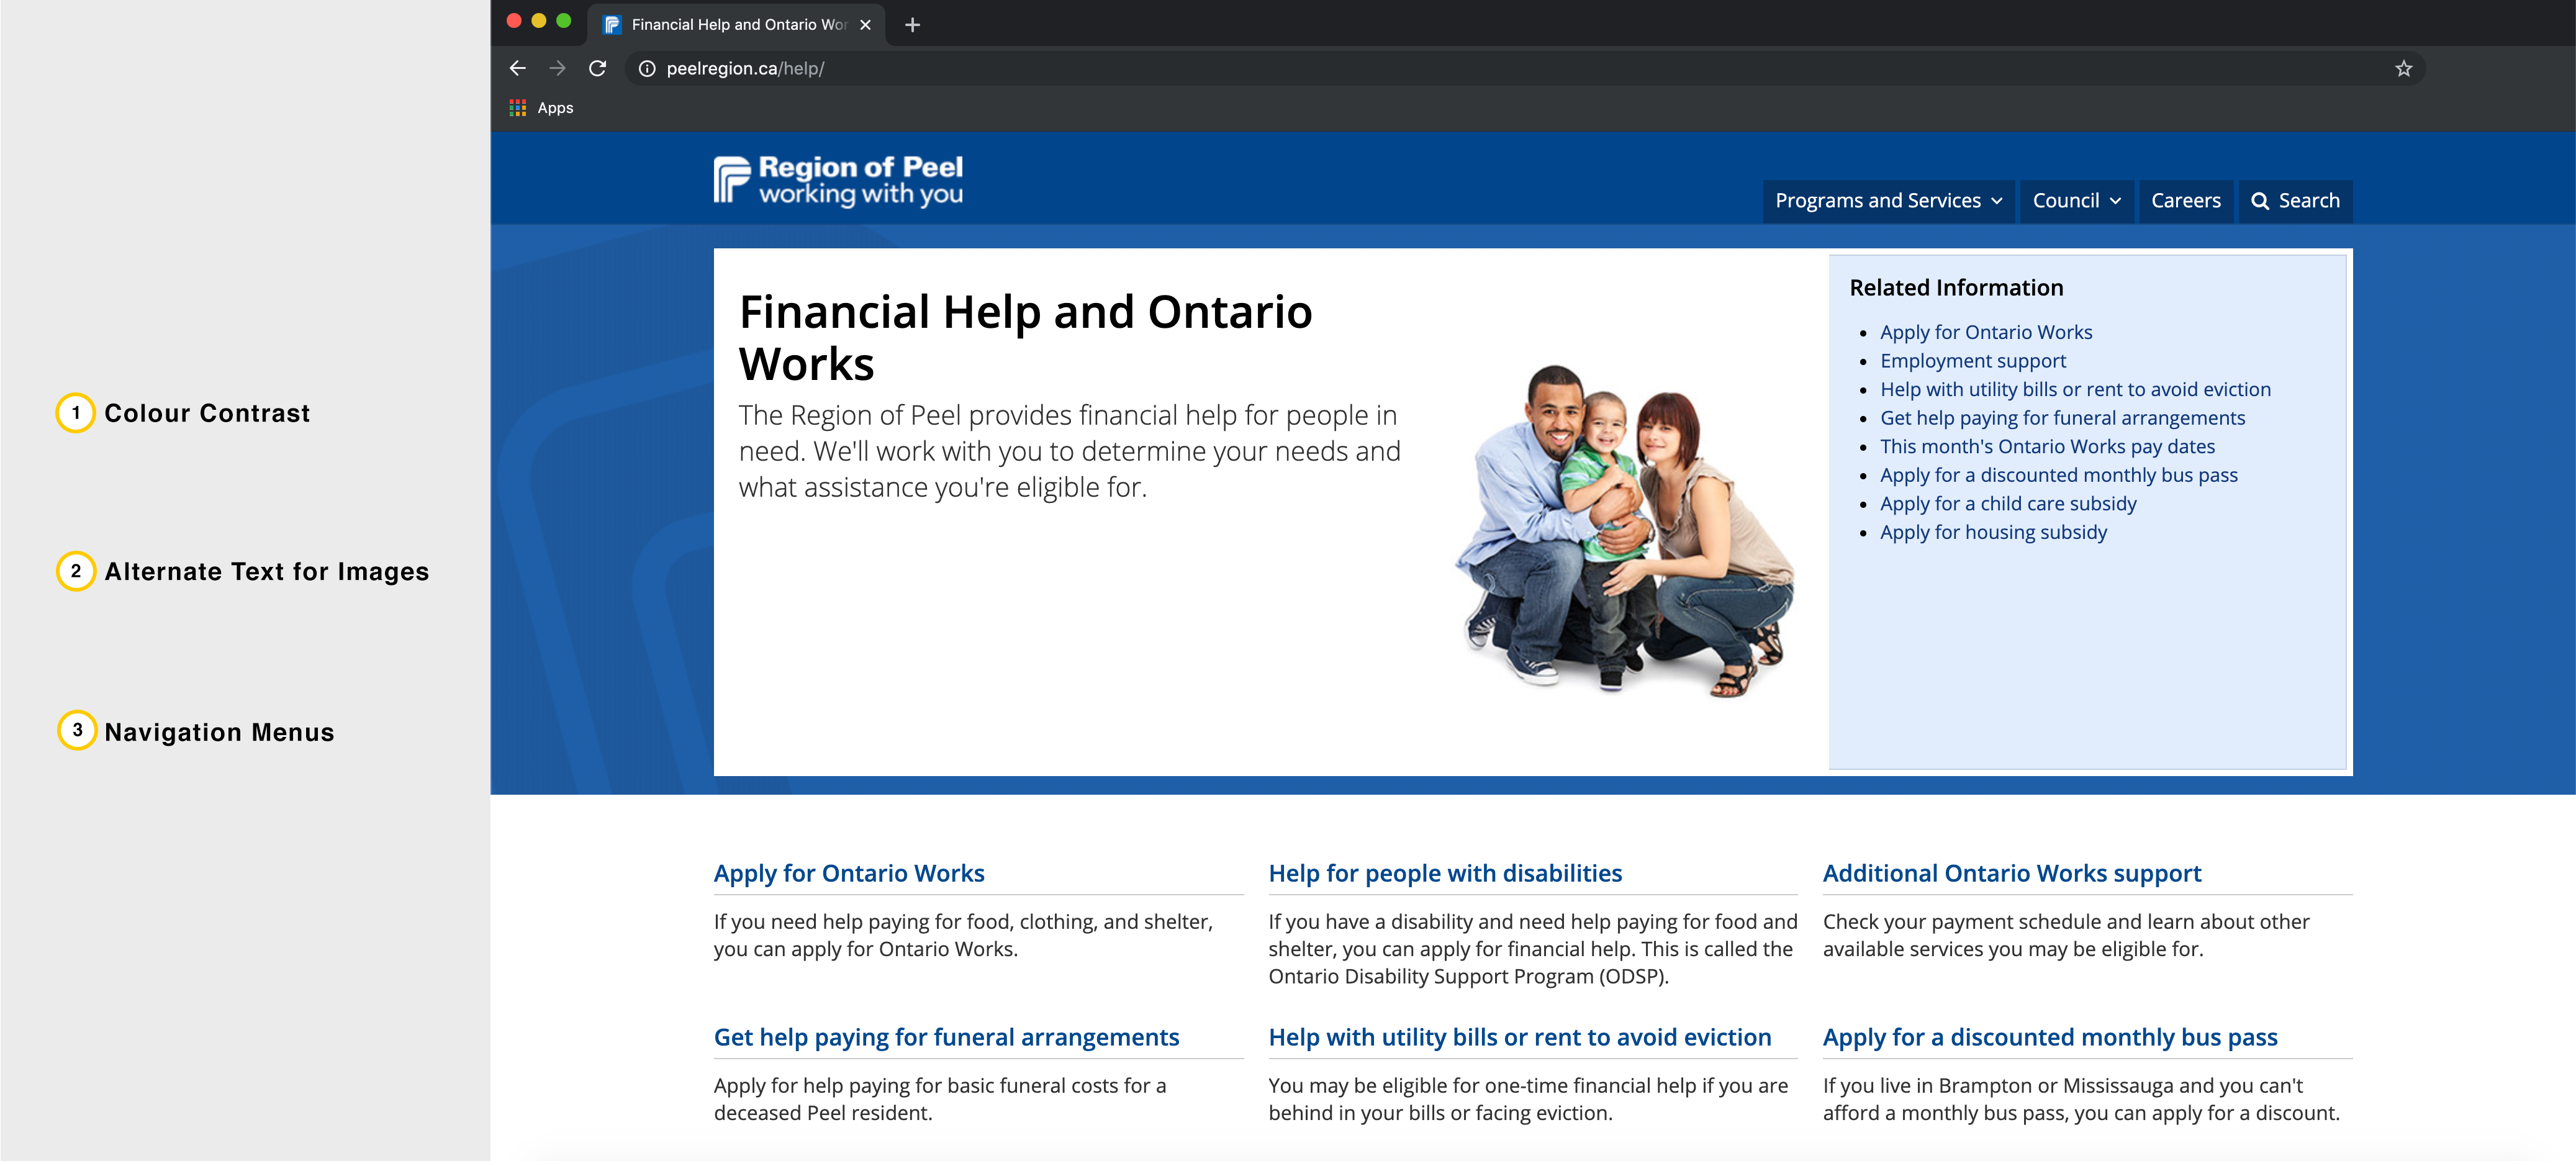 1 Colour Contrast
2 Alternate Text for Images
3 Navigation Menus
Financial Help and Ontario Wor
peelregion.ca/help/
Apps
Region of Peel
working with you
Programs and Services
Council
Careers
Search
Financial Help and Ontario
Works
The Region of Peel provides financial help for people in
need. We'll work with you to determine your needs and
what assistance you're eligible for.
Related Information
Apply for Ontario Works
Employment support
Help with utility bills or rent to avoid eviction
Get help paying for funeral arrangements
This month's Ontario Works pay dates
Apply for a discounted monthly bus pass
Apply for a child care subsidy
Apply for housing subsidy
Apply for Ontario Works
If you need help paying for food, clothing, and shelter,
you can apply for Ontario Works.
Help for people with disabilities
If you have a disability and need help paying for food and
shelter, you can apply for financial help. This is called the
Ontario Disability Support Program (ODSP).
Additional Ontario Works support
Check your payment schedule and learn about other
available services you may be eligible for.
Get help paying for funeral arrangements
Apply for help paying for basic funeral costs for a
deceased Peel resident.
Help with utility bills or rent to avoid eviction
You may be eligible for one-time financial help if you are
behind in your bills or facing eviction.
Apply for a discounted monthly bus pass
If you live in Brampton or Mississauga and you can't
afford a monthly bus pass, you can apply for a discount.